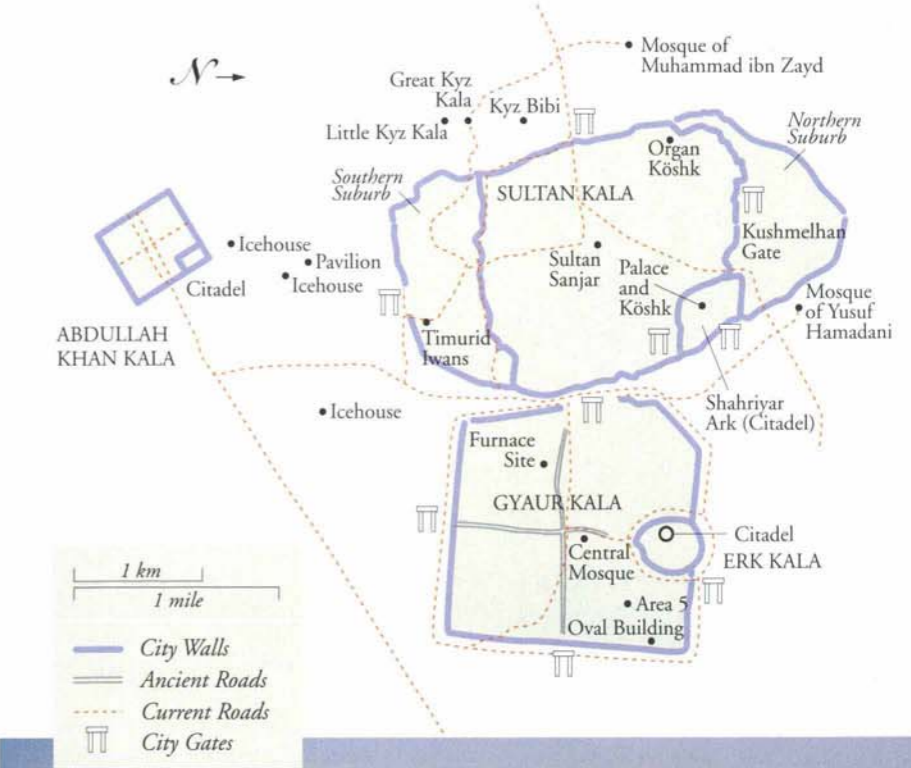 Mosque of
Muhammad ibn Zayd
N
Great Kyz
Kala
Kyz Bibi
Little Kyz Kala
Northern
Suburb
Organ
Köshk
Southern
Suburb
SULTAN KALA
Kushmelhan
Gate
Icehouse
Pavilion
Icehouse
Citadel
Sultan
Sanjar
Palace
and
Köshk
Mosque
of Yusuf
Hamadani
ABDULLAH
KHAN KALA
Timurid
Iwans
Icehouse
Shahriyar
Ark (Citadel)
Furnace
Site
GYAUR KALA
Citadel
ERK KALA
Central
Mosque
Area 5
Oval Building
1 km
1 mile
City Walls
Ancient Roads
Current Roads
City Gates